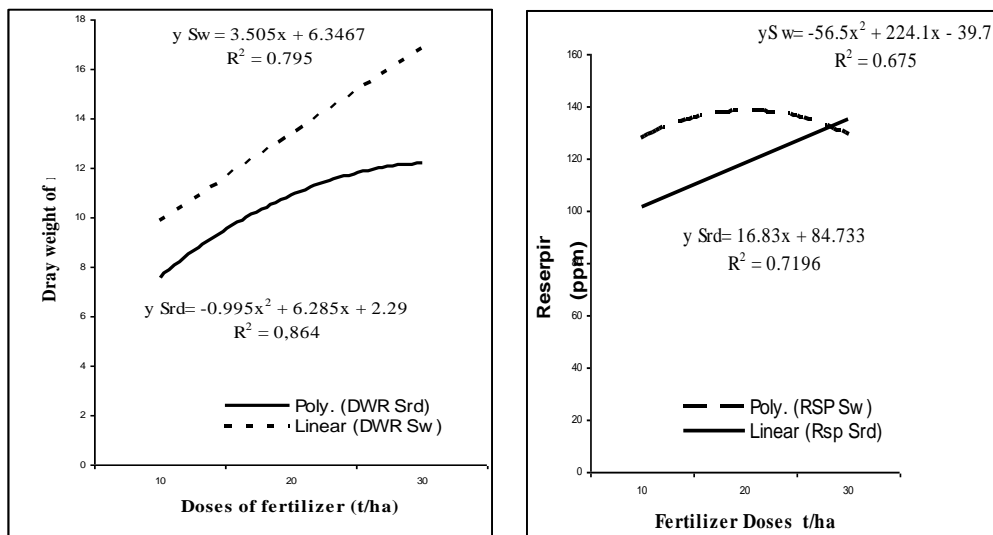 18
16
14
12
10
8
6
4
2
0
Dray weight of
y Sw = 3.505x + 6.3467
R² = 0.795
y Srd= -0.995x² + 6.285x + 2.29
R² = 0,864
Poly. (DWR Srd)
Linear (DWR Sw)
10 20 30
Doses of fertilizer (t/ha)
ySw= -56.5x² + 224.1x - 39.7
R² = 0.675
160
140
120
100
80
60
40
20
0
Reserpir
(ppm)
y Srd= 16.83x + 84.733
R² = 0.7196
Poly. (RSP Sw)
Linear (Rsp Srd)
10 20 30
Fertilizer Doses t/ha